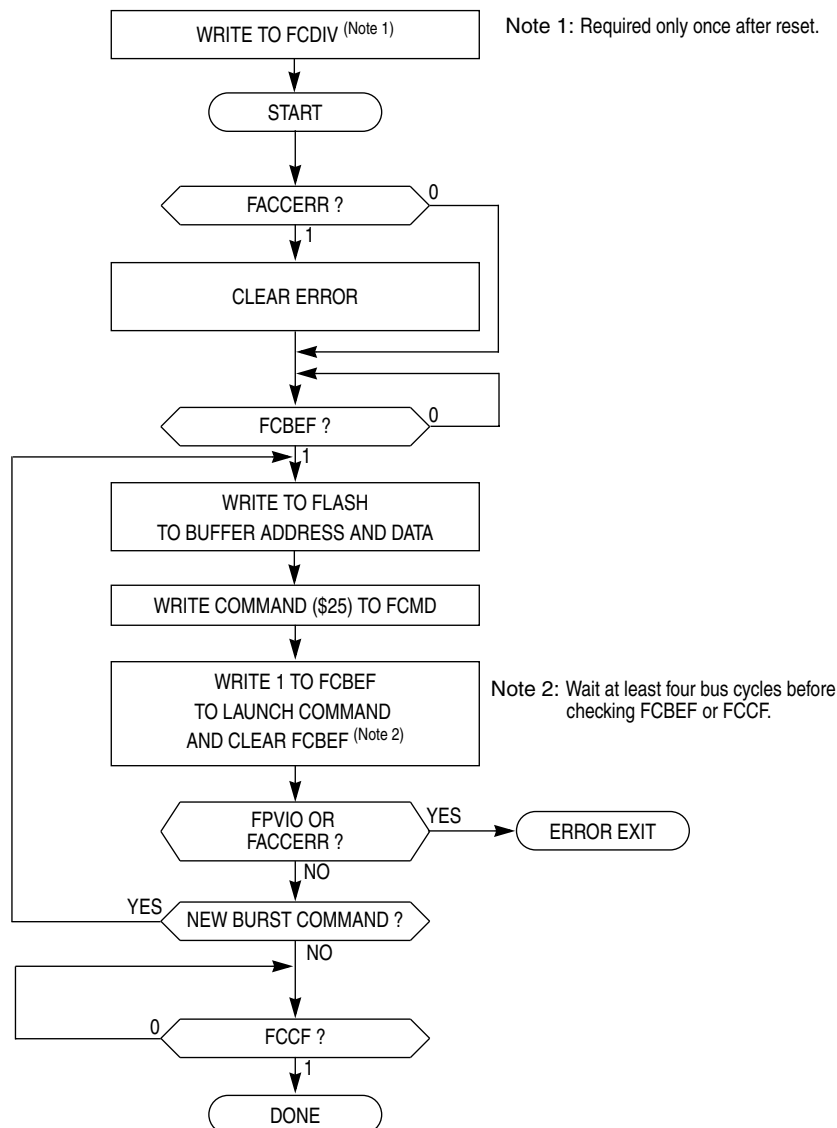 WRITE TO FCDIV (Note 1)
Note 1: Required only once after reset.
START
FACCERR ?
0
1
CLEAR ERROR
FCBEF ?
0
1
WRITE TO FLASH
TO BUFFER ADDRESS AND DATA
WRITE COMMAND ($25) TO FCMD
WRITE 1 TO FCBEF
TO LAUNCH COMMAND
AND CLEAR FCBEF (Note 2)
Note 2: Wait at least four bus cycles before
checking FCBEF or FCCF.
FPVIO OR
FACCERR ?
YES
ERROR EXIT
NO
YES
NEW BURST COMMAND ?
NO
0
FCCF ?
1
DONE